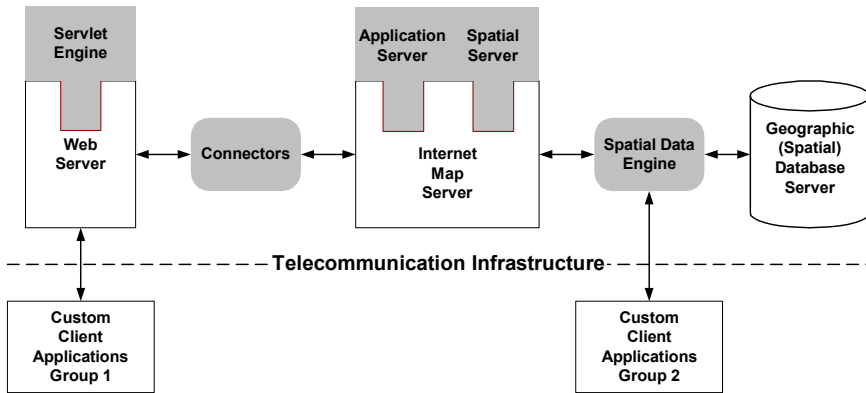 Servlet
Engine
Application
Server
Spatial
Server
Web
Server
Connectors
Internet
Map
Server
Spatial Data
Engine
Geographic
(Spatial)
Database
Server
Telecommunication Infrastructure
Custom
Client
Applications
Group 1
Custom
Client
Applications
Group 2